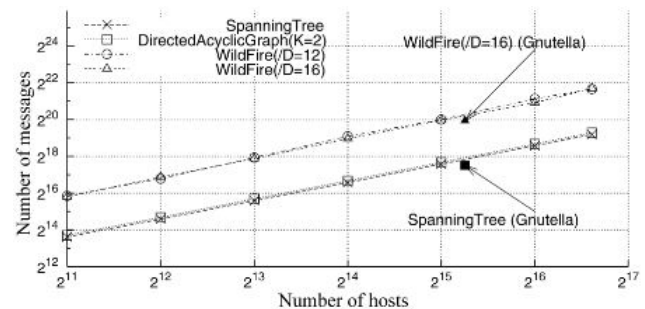 SpanningTree
DirectedAcyclicGraph(K=2)
WildFire(/D=12)
WildFire(/D=16)
WildFire(/D=16) (Gnutella)
SpanningTree (Gnutella)
Number of messages
2^24
2^22
2^20
2^18
2^16
2^14
2^12
2^11
2^12
2^13
2^14
2^15
2^16
2^17
Number of hosts